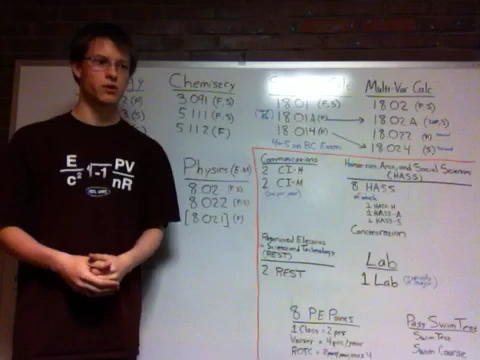 Chemistry
3 091 (F, S)
5 111 (F, S)
5 112 (F)
Physics (E+M)
8 02 (F, S)
8 022 (F, S)
[8 021] (F)
Calc
18 01 (F, S)
18 01A (F)
18 014 (F)
4-5 on BC Exam
Multi-Var Calc
18 02 (F, S)
18 02A
18 022 (F)
18 024 (S)
Communications
2 CI-H
2 CI-M
(one per year)
Humanities, Arts, and Social Sciences
(HASS)
8 HASS
1 HASS-H
1 HASS-A
1 HASS-S
Concentration
Restricted Electives
in Science and Technology
(REST)
2 REST
Lab
1 Lab
8 PE Points
1 Class = 2 pts
Varsity = 4 pts/year
ROTC =
Pass Swim Test
Swim Test
Swim Course
E PV
c² √-1 nR